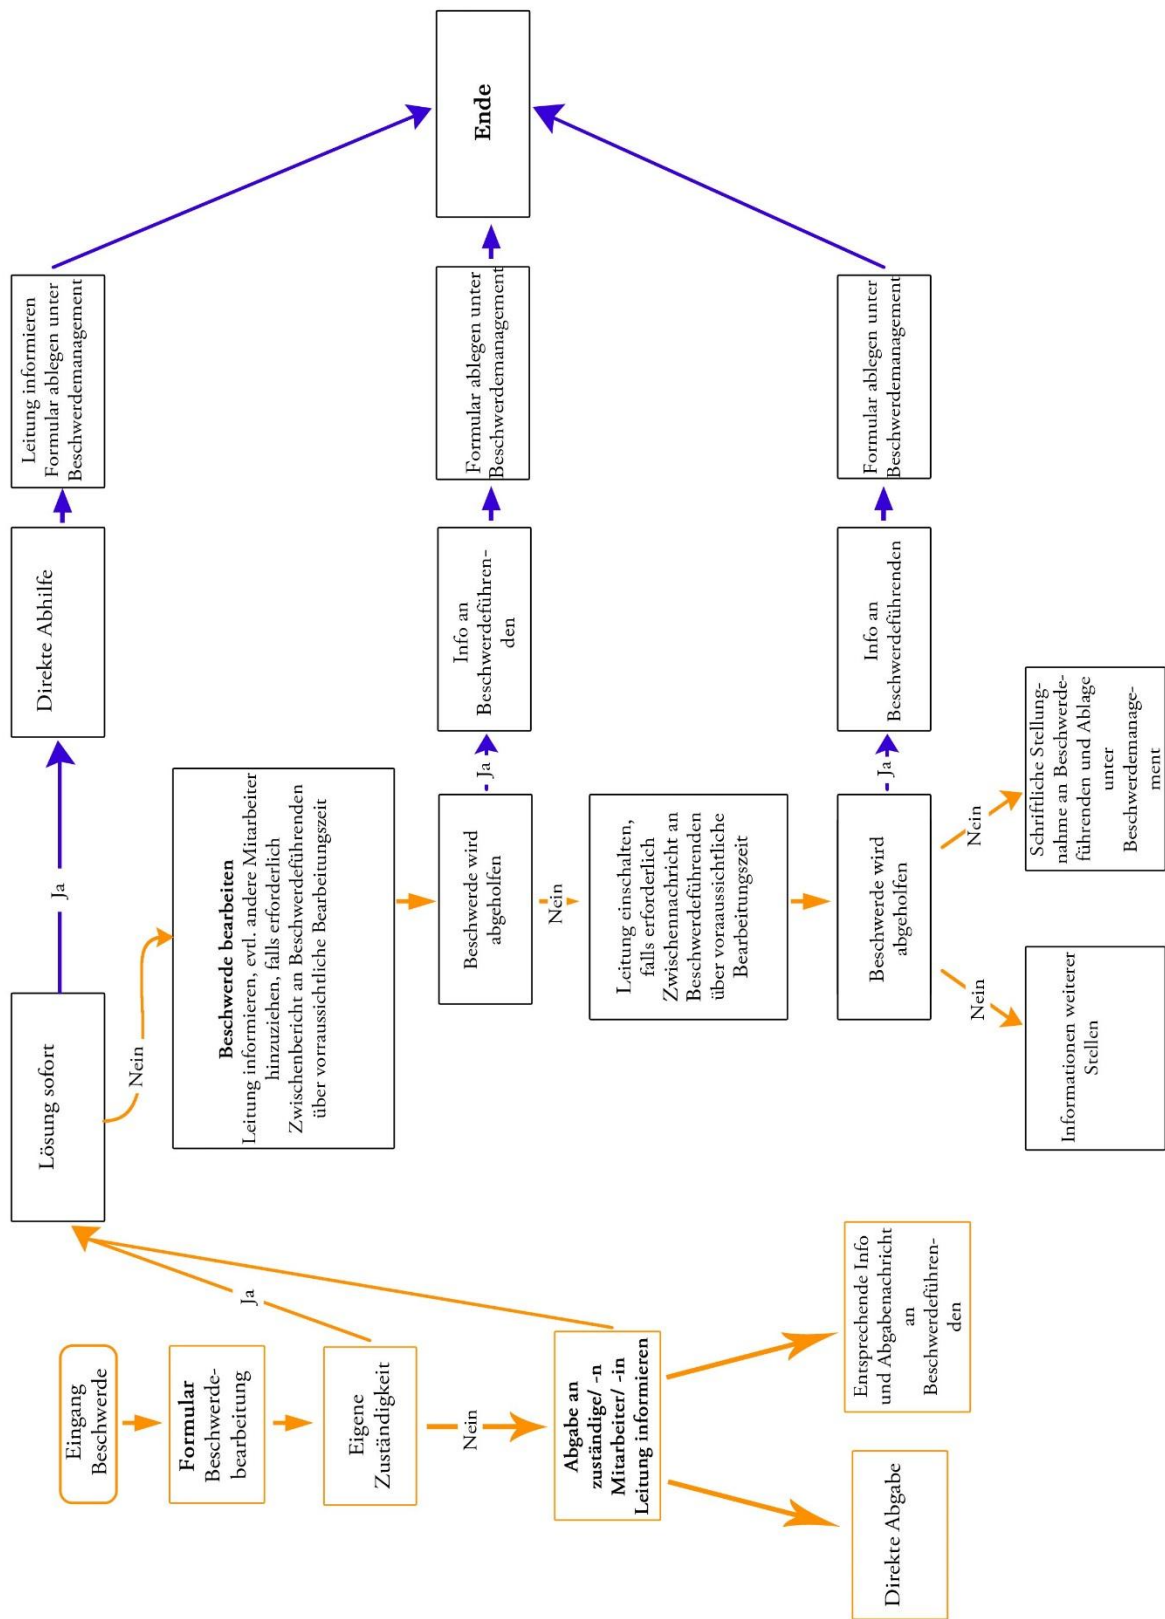 Eingang
Beschwerde
Formular
Beschwerde-
bearbeitung
Eigene
Zuständigkeit
Ja
Nein
Abgabe an
zuständige/ -n
Mitarbeiter/ -in
Leitung informieren
Direkte Abgabe
Entsprechende Info
und Abgabenachricht
an
Beschwerdeführen-
den
Lösung sofort
Ja
Nein
Direkte Abhilfe
Leitung informieren
Formular ablegen unter
Beschwerdemanagement
Beschwerde bearbeiten
Leitung informieren, evtl. andere Mitarbeiter
hinzuziehen, falls erforderlich
Zwischenbericht an Beschwerdeführenden
über vorraussichtliche Bearbeitungszeit
Beschwerde wird
abgeholfen
Ja
Nein
Info an
Beschwerdeführen-
den
Formular ablegen unter
Beschwerdemanagement
Ende
Leitung einschalten,
falls erforderlich
Zwischennachricht an
Beschwerdeführenden
über voraaussichtliche
Bearbeitungszeit
Beschwerde wird
abgeholfen
Ja
Info an
Beschwerdeführenden
Formular ablegen unter
Beschwerdemanagement
Nein
Nein
Informationen weiterer
Stellen
Schriftliche Stellung-
nahme an Beschwerde-
führenden und Ablage
unter
Beschwerdemanage-
ment